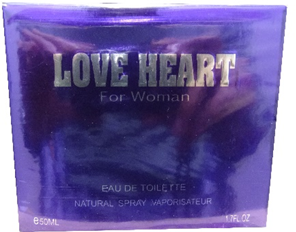 LOVE HEART
For Woman
EAU DE TOILETTE
NATURAL SPRAY VAPORISATEUR
50ML 1.7FL.OZ